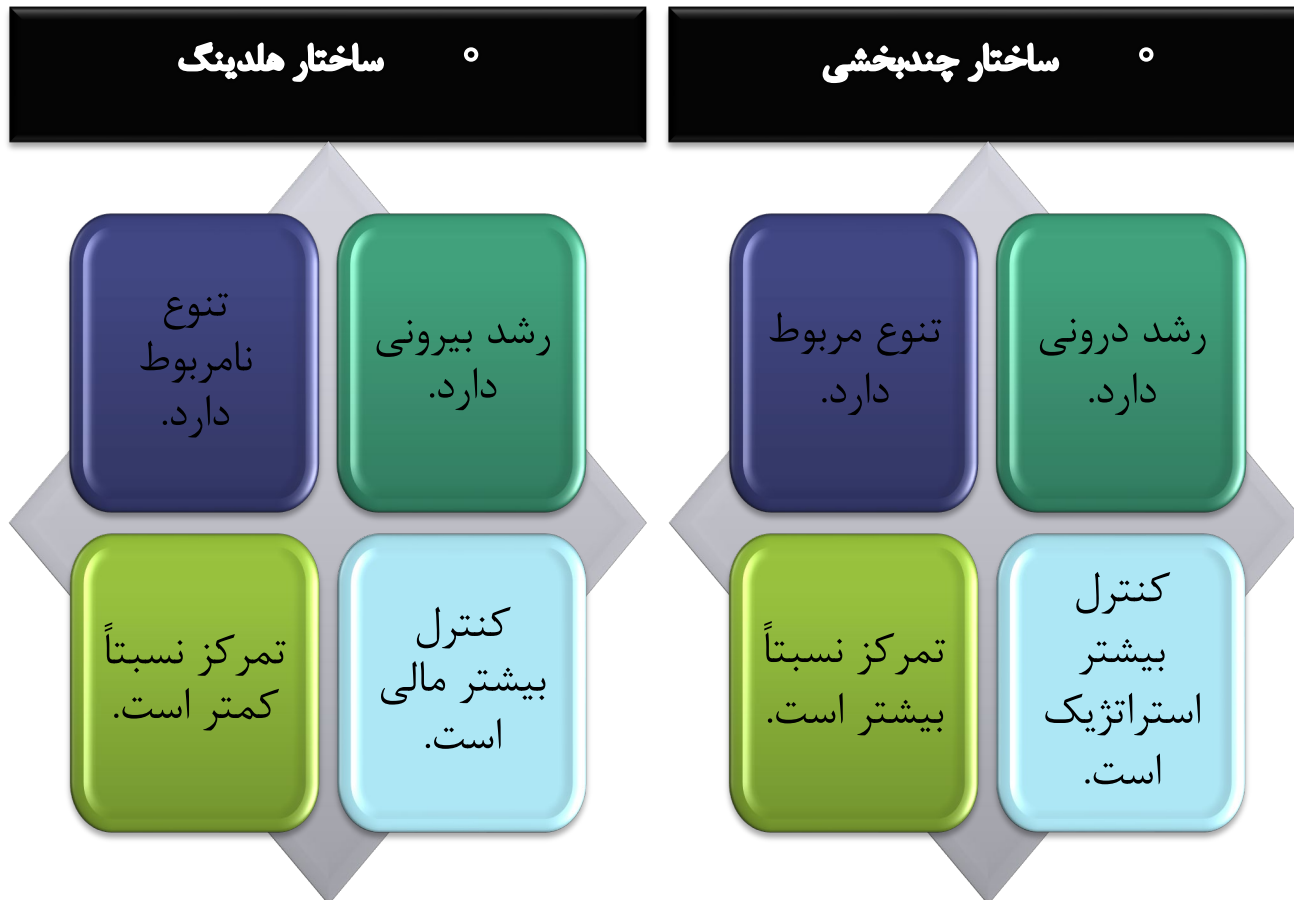 ° ساختار چندبخشی
رشد درونی
دارد.
تنوع مربوط
دارد.
کنترل
بیشتر
استراتژیک
است.
تمرکز نسبتاً
بیشتر است.
° ساختار هلدینگ
رشد بیرونی
دارد.
تنوع
نامربوط
دارد.
کنترل
بیشتر مالی
است.
تمرکز نسبتاً
کمتر است.